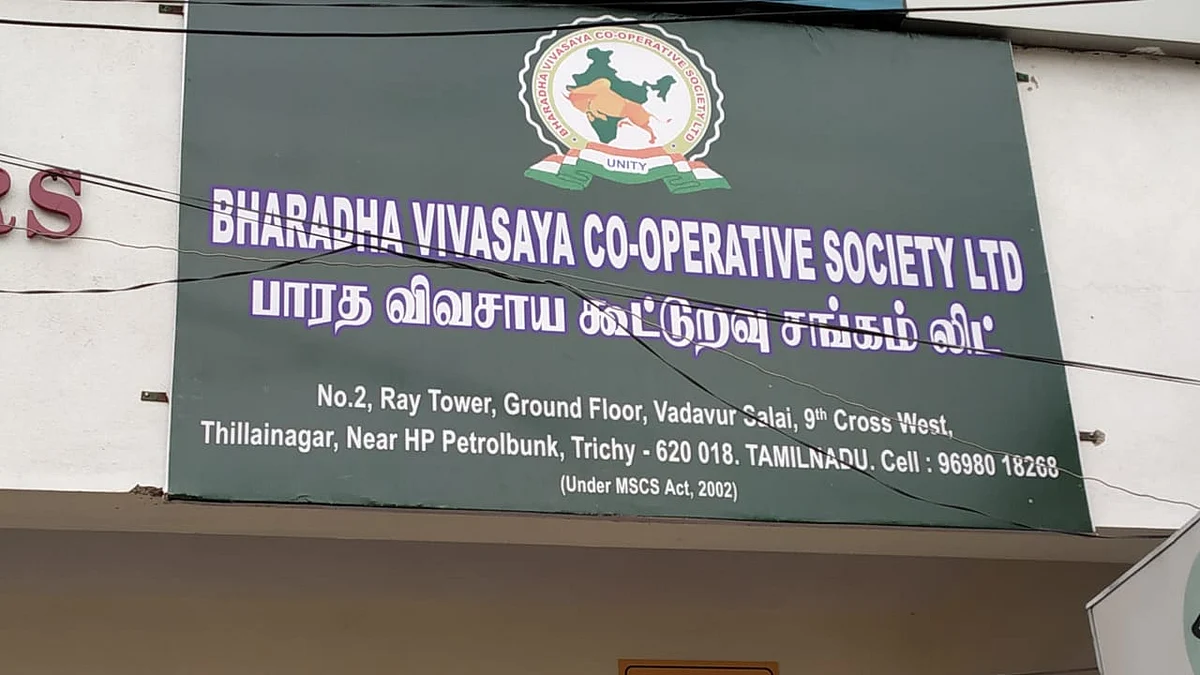 BHARADHA VIVASAYA CO-OPERATIVE SOCIETY LTD
UNITY
BHARADHA VIVASAYA CO-OPERATIVE SOCIETY LTD
பாரத விவசாய கூட்டுறவு சங்கம் லிட்
No.2, Ray Tower, Ground Floor, Vadavur Salai, 9th Cross West,
Thillainagar, Near HP Petrolbunk, Trichy - 620 018. TAMILNADU. Cell : 96980 18268
(Under MSCS Act, 2002)